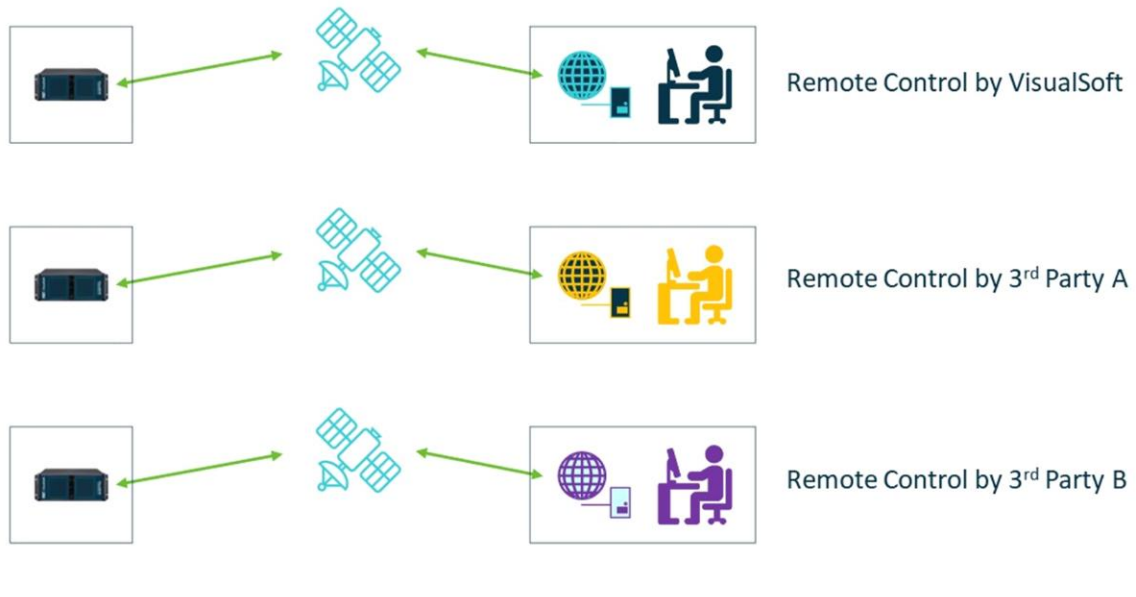 Remote Control by VisualSoft
Remote Control by 3rd Party A
Remote Control by 3rd Party B